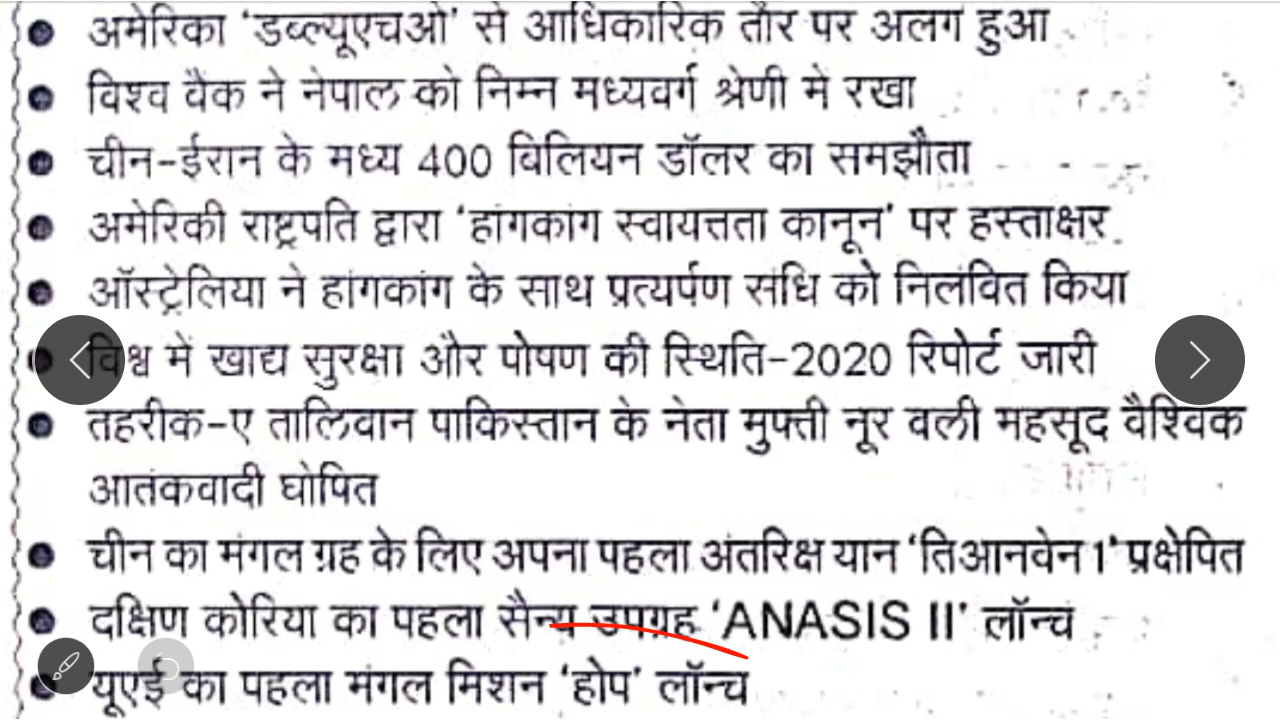 अमेरिका 'डब्ल्यूएचओ' से आधिकारिक तौर पर अलग हुआ
विश्व वैक ने नेपाल को निम्न मध्यवर्ग श्रेणी में रखा
चीन-ईरान के मध्य 400 बिलियन डॉलर का समझौता
अमेरिकी राष्ट्रपति द्वारा 'हांगकांग स्वायत्तता कानून' पर हस्ताक्षर
ऑस्ट्रेलिया ने हांगकांग के साथ प्रत्यर्पण संधि को निलंवित किया
विश्व में खाद्य सुरक्षा और पोषण की स्थिति-2020 रिपोर्ट जारी
तहरीक-ए तालिवान पाकिस्तान के नेता मुफ्ती नूर वली महसूद वैश्विक
आतंकवादी घोषित
चीन का मंगल ग्रह के लिए अपना पहला अंतरिक्ष यान 'तिआनवेन 1' प्रक्षेपित
दक्षिण कोरिया का पहला सैन्य उपग्रह 'ANASIS II' लॉन्च
यूएई का पहला मंगल मिशन 'होप' लॉन्च